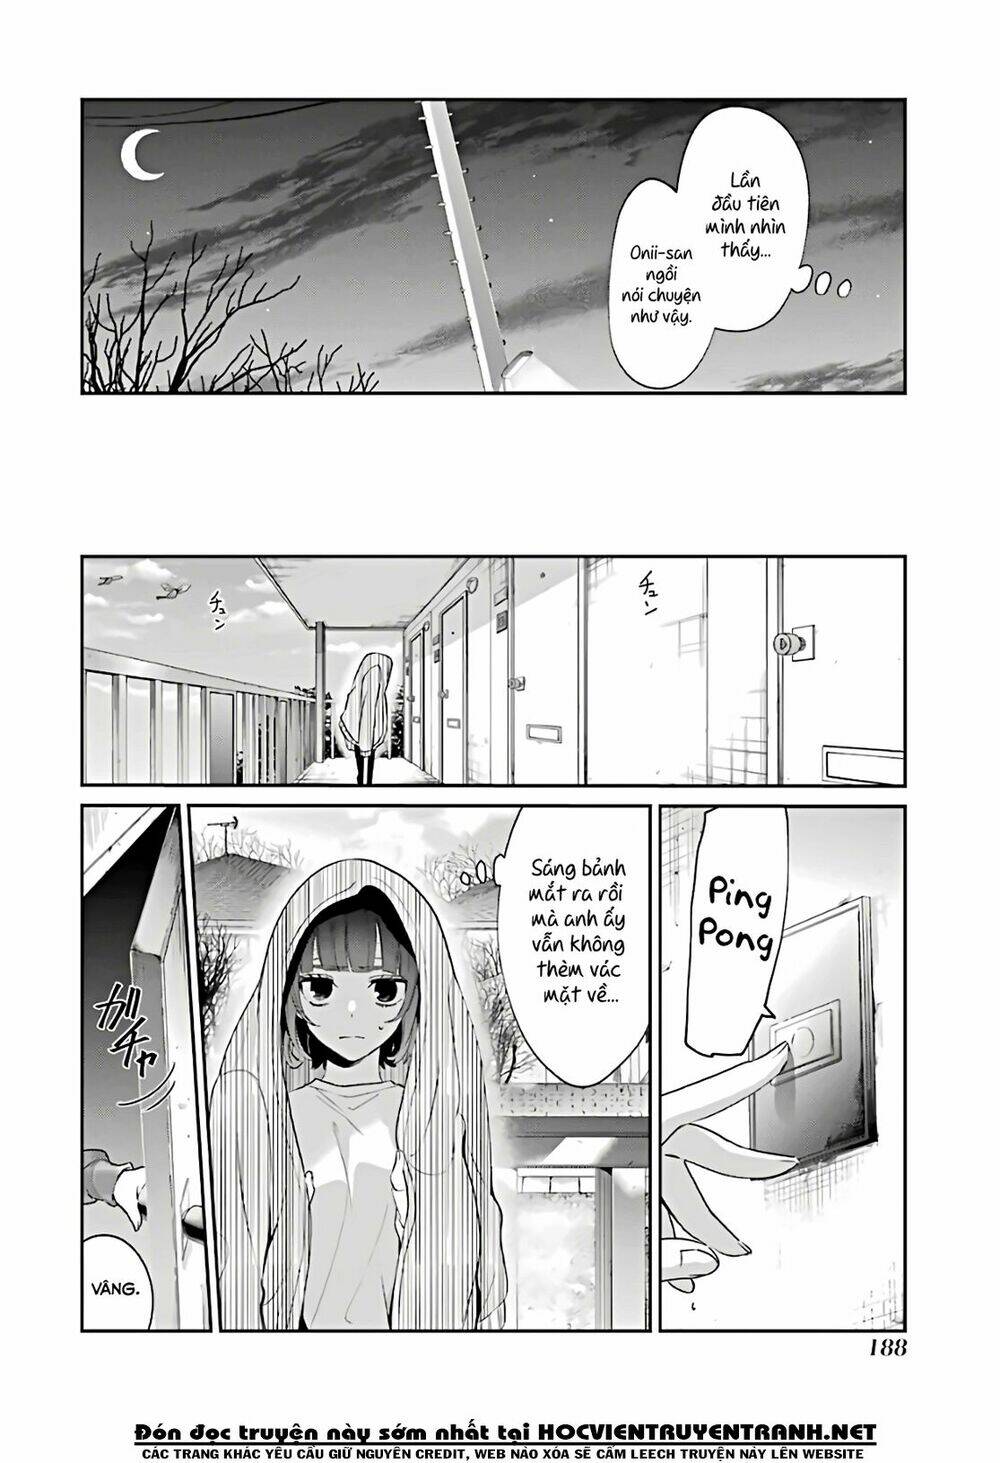 Lần
đầu tiên
mình nhìn
thấy...
Onii-san
ngồi
nói chuyện
như vậy.
チュン
チュン
Ping
Pong
Sáng bảnh
mắt ra rồi
mà anh ấy
vẫn không
thèm vác
mặt về...
ガチャ
VÂNG.
188
Đón đọc truyện này sớm nhất tại HOCVIENTRUYENTRANH.NET
CÁC TRANG KHÁC YÊU CẦU GIỮ NGUYÊN CREDIT, WEB NÀO XÓA SẼ CẤM LEECH TRUYỆN NÀY LÊN WEBSITE